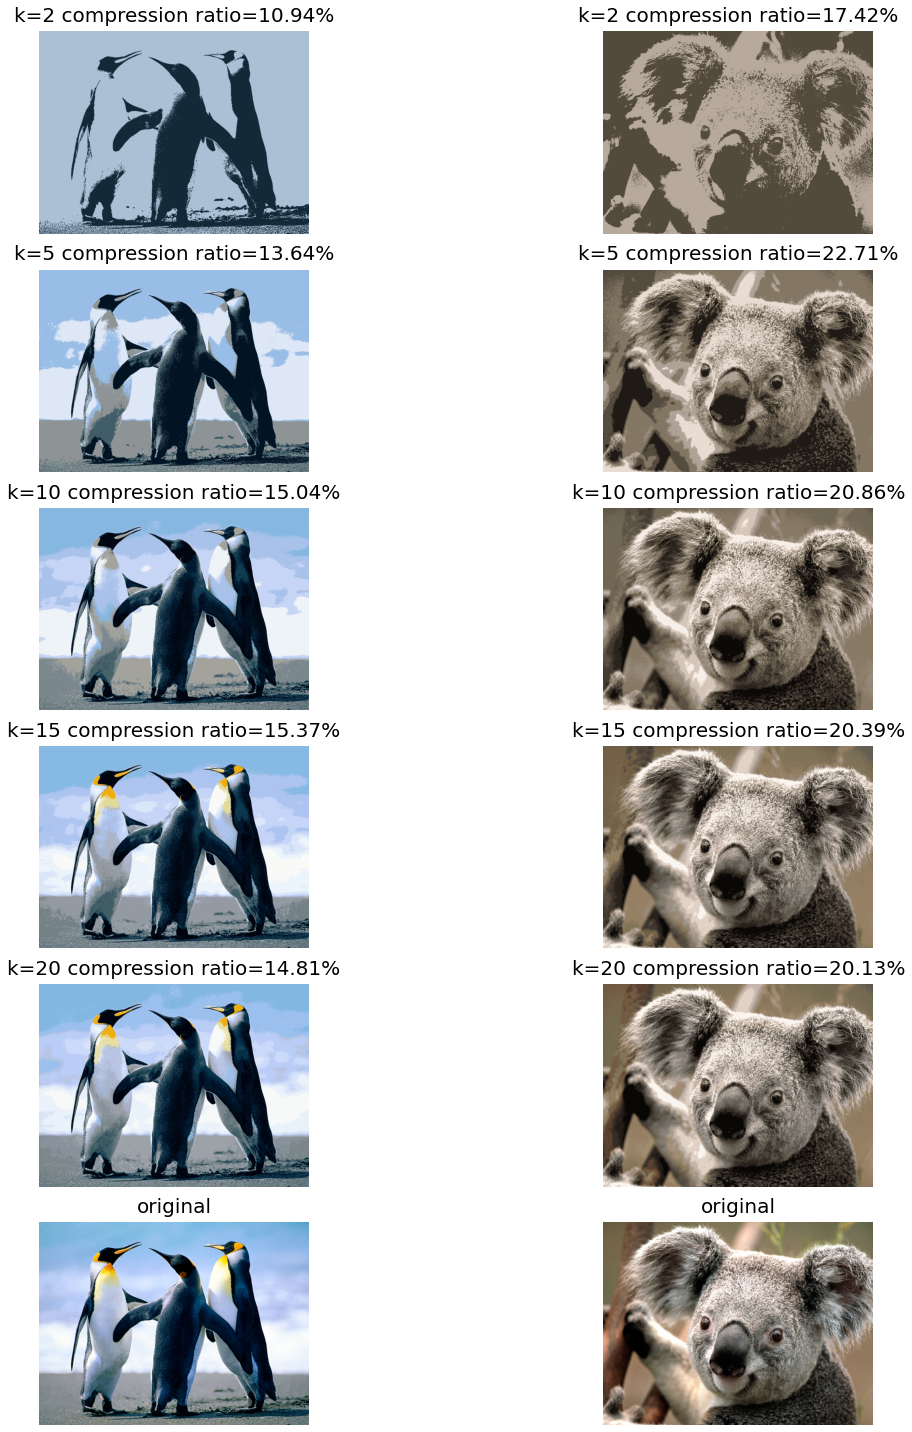 k=2 compression ratio=10.94%
k=2 compression ratio=17.42%
k=5 compression ratio=13.64%
k=5 compression ratio=22.71%
k=10 compression ratio=15.04%
k=10 compression ratio=20.86%
k=15 compression ratio=15.37%
k=15 compression ratio=20.39%
k=20 compression ratio=14.81%
k=20 compression ratio=20.13%
original
original